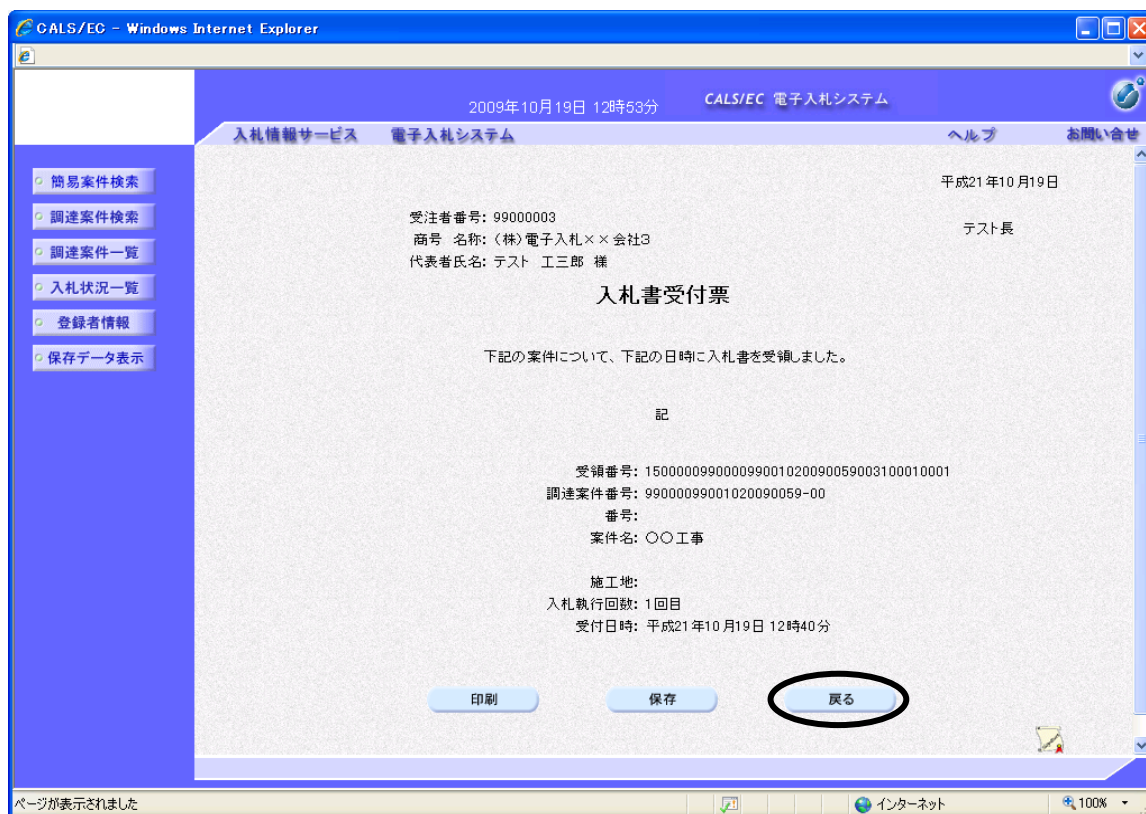 CALS/EC - Windows Internet Explorer
2009年10月19日 12時53分
CALS/EC 電子入札システム
入札情報サービス 電子入札システム ヘルプ お問い合せ
簡易案件検索
調達案件検索
調達案件一覧
入札状況一覧
登録者情報
保存データ表示
平成21年10月19日
受注者番号: 99000003
商号 名称: (株)電子入札××会社3
代表者氏名: テスト 工三郎 様
テスト長
入札書受付票
下記の案件について、下記の日時に入札書を受領しました。
記
受領番号: 15000009900009900102009005900310001​0001
調達案件番号: 99000099001020090059-00
番号:
案件名: 〇〇工事
施工地:
入札執行回数: 1回目
受付日時: 平成21年10月19日 12時40分
印刷 保存 戻る
ページが表示されました インターネット 100%